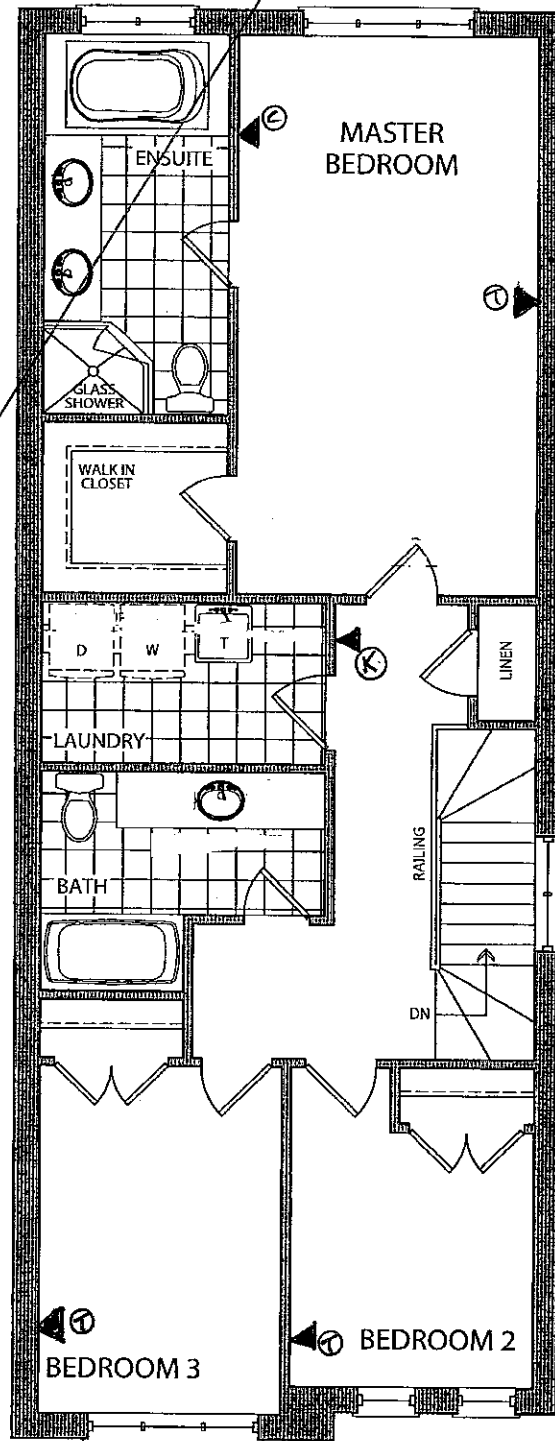 ENSUITE
MASTER
BEDROOM
T
GLASS
SHOWER
WALK IN
CLOSET
D
W
T
K
LINEN
LAUNDRY
RAILING
BATH
DN
T
BEDROOM 3
T
BEDROOM 2